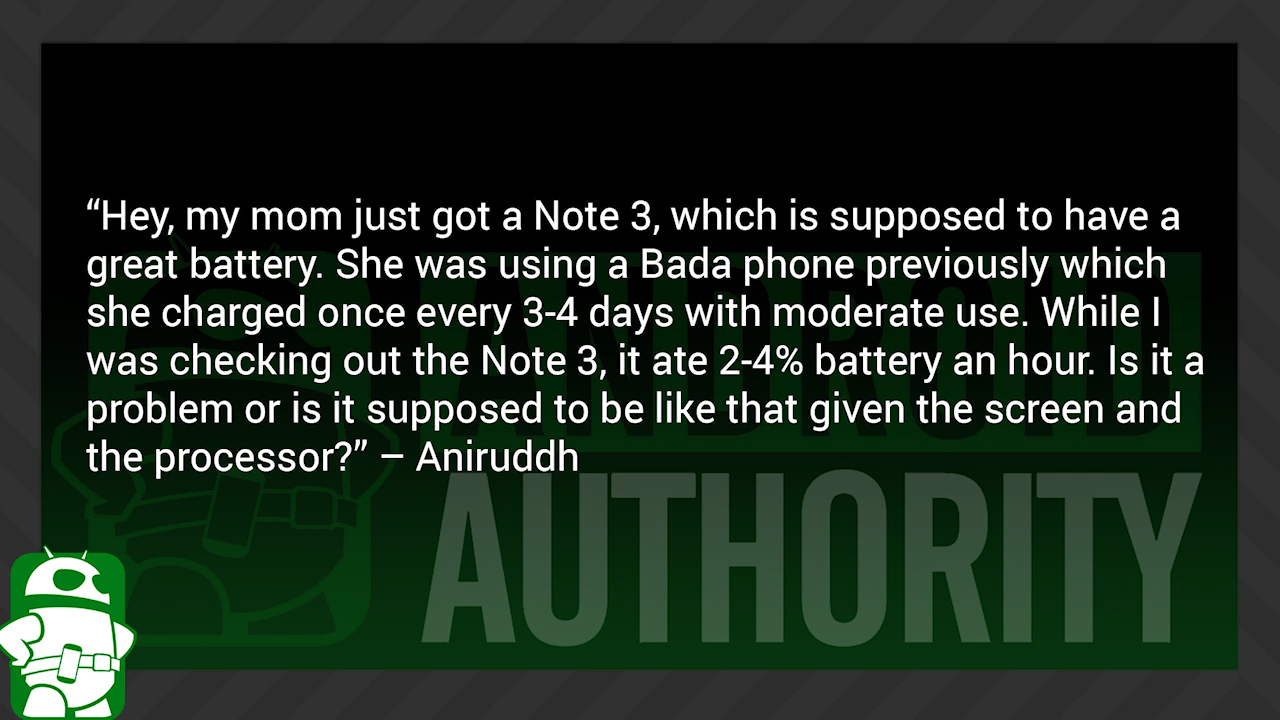 “Hey, my mom just got a Note 3, which is supposed to have a
great battery. She was using a Bada phone previously which
she charged once every 3-4 days with moderate use. While I
was checking out the Note 3, it ate 2-4% battery an hour. Is it a
problem or is it supposed to be like that given the screen and
the processor?” – Aniruddh
ANDROID
AUTHORITY